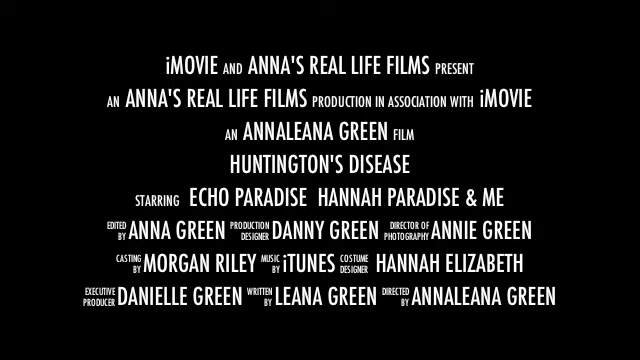 iMOVIE AND ANNA'S REAL LIFE FILMS PRESENT
AN ANNA'S REAL LIFE FILMS PRODUCTION IN ASSOCIATION WITH iMOVIE
AN ANNALEANA GREEN FILM
HUNTINGTON'S DISEASE
STARRING ECHO PARADISE HANNAH PARADISE & ME
EDITED BY ANNA GREEN PRODUCTION DESIGNER DANNY GREEN DIRECTOR OF PHOTOGRAPHY ANNIE GREEN
CASTING BY MORGAN RILEY MUSIC BY iTUNES COSTUME DESIGNER HANNAH ELIZABETH
EXECUTIVE PRODUCER DANIELLE GREEN WRITTEN BY LEANA GREEN DIRECTED BY ANNALEANA GREEN